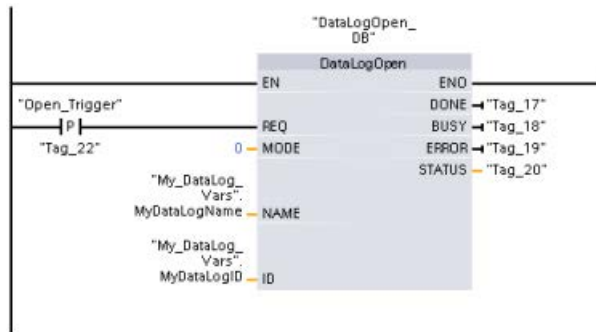 "DataLogOpen_
DB"
DataLogOpen
EN ENO
"Open_Trigger" DONE "Tag_17"
P REQ BUSY "Tag_18"
"Tag_22" 0 MODE ERROR "Tag_19"
STATUS "Tag_20"
"My_DataLog_
Vars".
MyDataLogName NAME
"My_DataLog_
Vars".
MyDataLogID ID